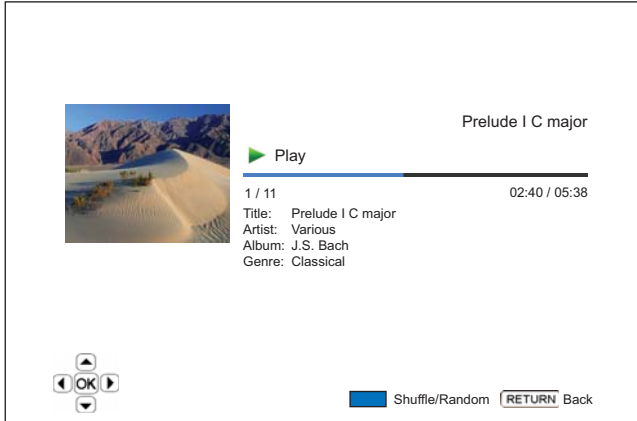 Prelude I C major
Play
1 / 11 02:40 / 05:38
Title: Prelude I C major
Artist: Various
Album: J.S. Bach
Genre: Classical
OK
Shuffle/Random RETURN Back